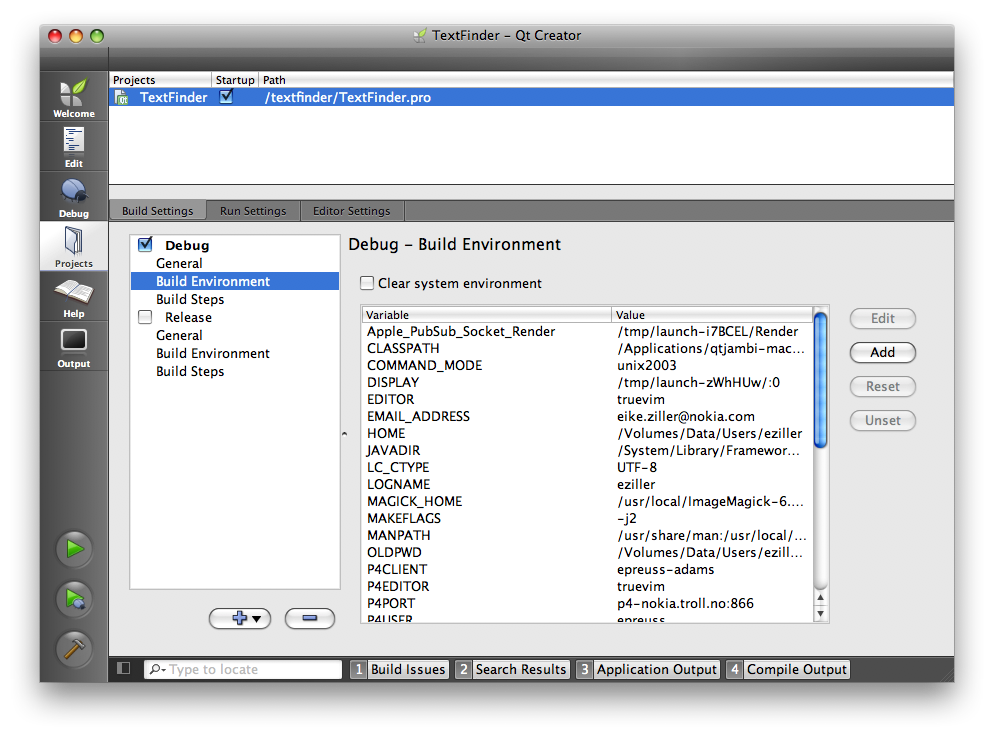 TextFinder – Qt Creator
Projects Startup Path
TextFinder /textfinder/TextFinder.pro
Welcome
Edit
Debug
Projects
Help
Output
Build Settings Run Settings Editor Settings
Debug
General
Build Environment
Build Steps
Release
General
Build Environment
Build Steps
Debug – Build Environment
Clear system environment
Variable Value
Apple_PubSub_Socket_Render /tmp/launch-i7BCEL/Render
CLASSPATH /Applications/qtjambi-mac...
COMMAND_MODE unix2003
DISPLAY /tmp/launch-zWhHUw/:0
EDITOR truevim
EMAIL_ADDRESS eike.ziller@nokia.com
HOME /Volumes/Data/Users/eziller
JAVADIR /System/Library/Framewor...
LC_CTYPE UTF-8
LOGNAME eziller
MAGICK_HOME /usr/local/ImageMagick-6....
MAKEFLAGS -j2
MANPATH /usr/share/man:/usr/local/...
OLDPWD /Volumes/Data/Users/ezill...
P4CLIENT epreuss-adams
P4EDITOR truevim
P4PORT p4-nokia.troll.no:866
P4USER epreuss
Edit
Add
Reset
Unset
Type to locate
1 Build Issues 2 Search Results 3 Application Output 4 Compile Output